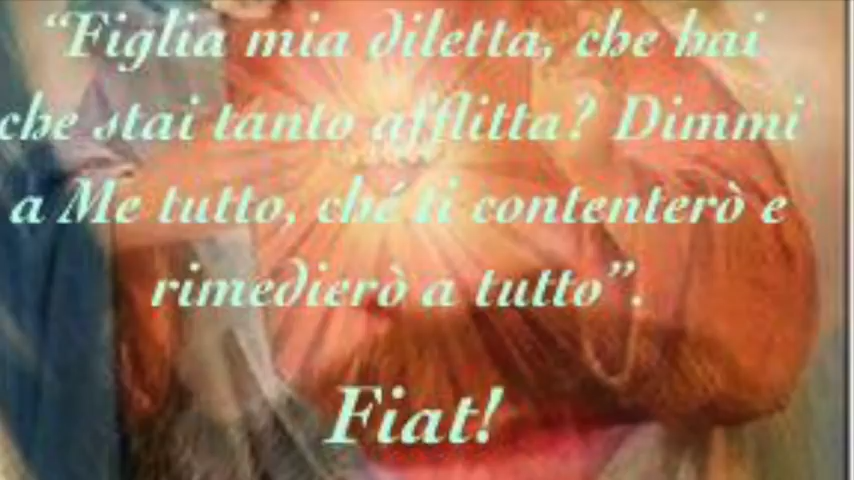 “Figlia mia diletta, che hai
che stai tanto afflitta? Dimmi
a Me tutto, ché ti contenterò e
rimedierò a tutto”.
Fiat!